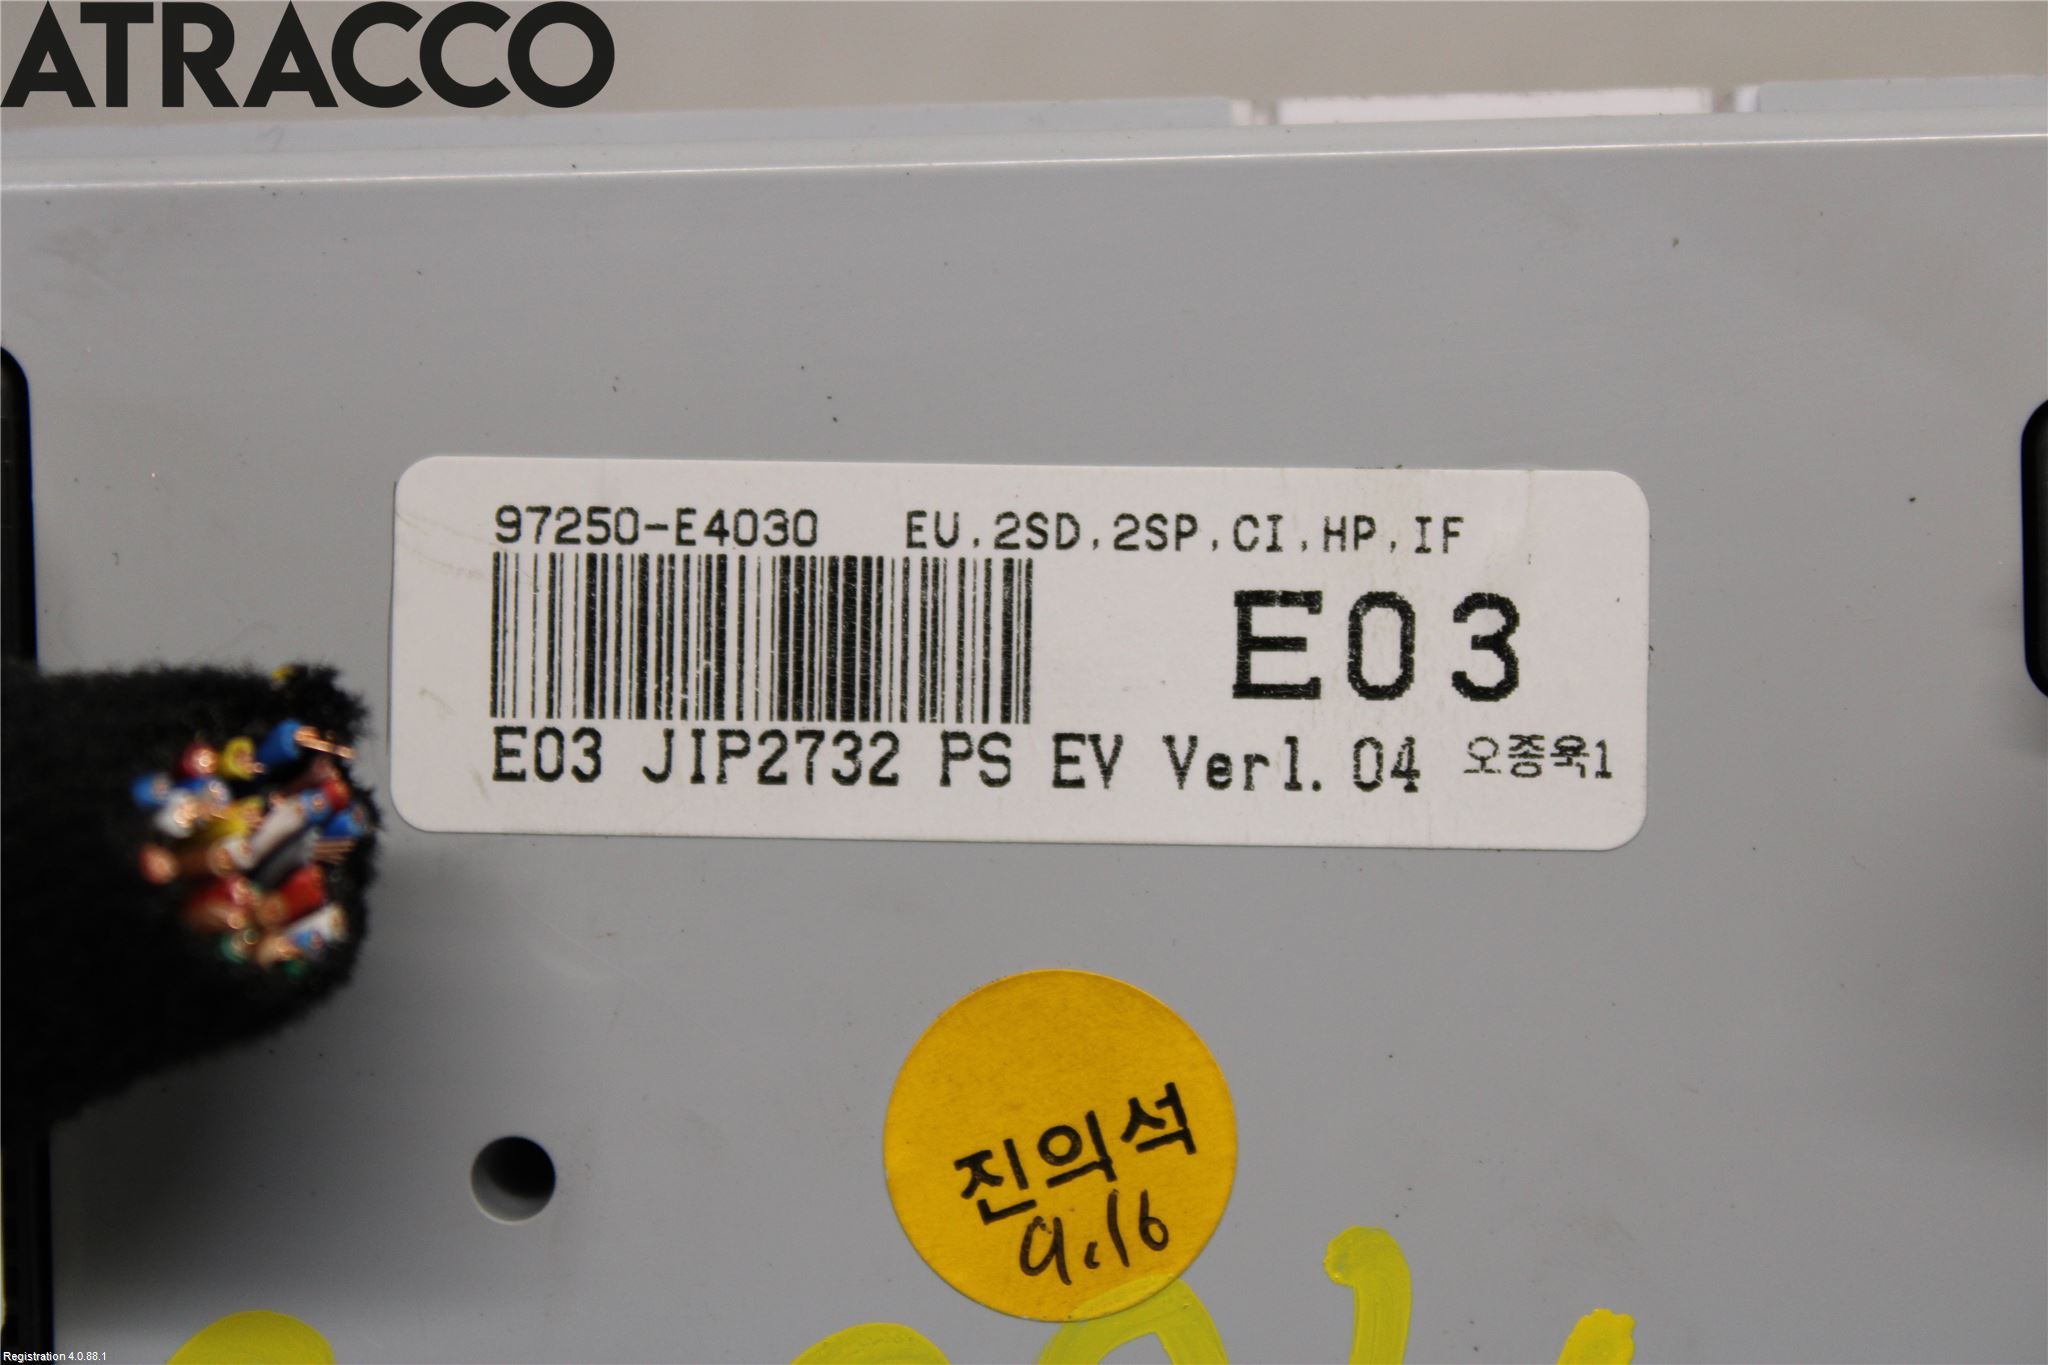 ATRACCO
97250-E4030 EU,2SD,2SP,CI,HP,IF
E03
E03 JIP2732 PS EV Ver1.04 오종욱1
진의석
9.16
Registration 4.0.88.1